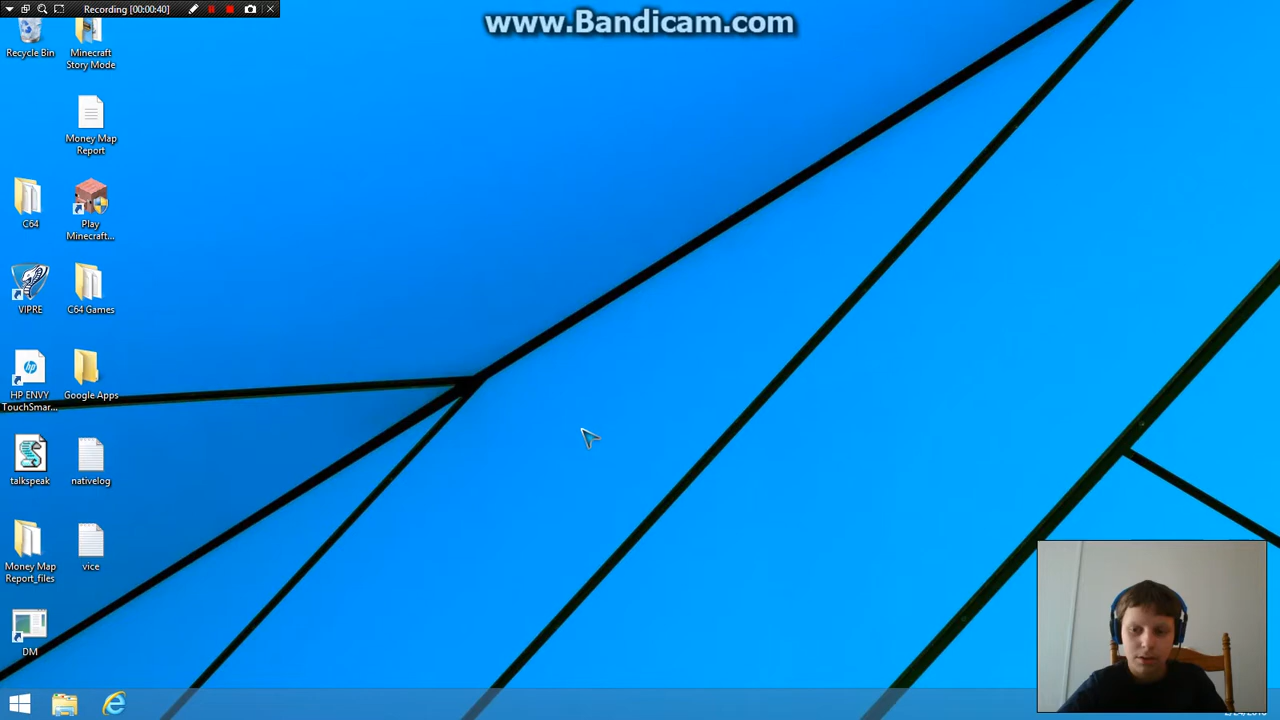 Recording [00:00:40]
www.Bandicam.com
Recycle Bin
Minecraft
Story Mode
Money Map
Report
C64
Play
Minecraft...
VIPRE
C64 Games
HP ENVY
TouchSmar...
Google Apps
talkspeak
nativelog
Money Map
Report_files
vice
DM